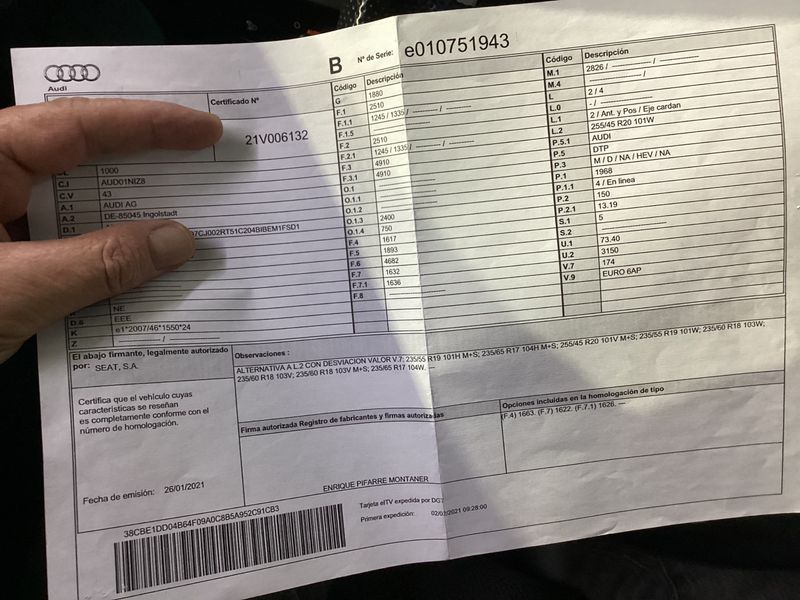 Audi
B
Nº de Serie: e010751943
Certificado Nº
21V006132
1000
C.I AUD01NIZ8
C.V 43
A.1 AUDI AG
A.2 DE-85045 Ingolstadt
D.1
NE
D.6 EEE
K e1*2007/46*1550*24
Z ---------- / ----------
Código Descripción
G 1880
F.1 2510
F.1.1 1245 / 1335 / ---------- / ----------
F.1.5
F.2 2510
F.2.1 1245 / 1335 / ---------- / ----------
F.3 4910
F.3.1 4910
O.1
O.1.1
O.1.2
O.1.3 2400
O.1.4 750
F.4 1617
F.5 1893
F.6 4682
F.7 1632
F.7.1 1636
F.8
Código Descripción
M.1 2826 / ---------- / ----------
M.4 ---------- /
L 2 / 4
L.0 - / ----------
L.1 2 / Ant. y Pos / Eje cardan
L.2 255/45 R20 101W
P.5.1 AUDI
P.5 DTP
P.3 M / D / NA / HEV / NA
P.1 1968
P.1.1 4 / En linea
P.2 150
P.2.1 13.19
S.1 5
S.2
U.1 73.40
U.2 3150
V.7 174
V.9 EURO 6AP
El abajo firmante, legalmente autorizado
por: SEAT, S.A.
Certifica que el vehículo cuyas
características se reseñan
es completamente conforme con el
número de homologación.
Fecha de emisión: 26/01/2021
Observaciones :
ALTERNATIVA A L.2 CON DESVIACION VALOR V.7: 235/55 R19 101H M+S; 235/65 R17 104H M+S; 255/45 R20 101V M+S; 235/55 R19 101W; 235/60 R18 103W;
235/60 R18 103V; 235/60 R18 103V M+S; 235/65 R17 104W. ---
Firma autorizada Registro de fabricantes y firmas autorizadas
ENRIQUE PIFARRE MONTANER
Opciones incluidas en la homologación de tipo
(F.4) 1663. (F.7) 1622. (F.7.1) 1626. ---
38CBE1DD04B64F09A0C8B5A952C91CB3
Tarjeta eITV expedida por DGT
Primera expedición: 2021 09:28:00